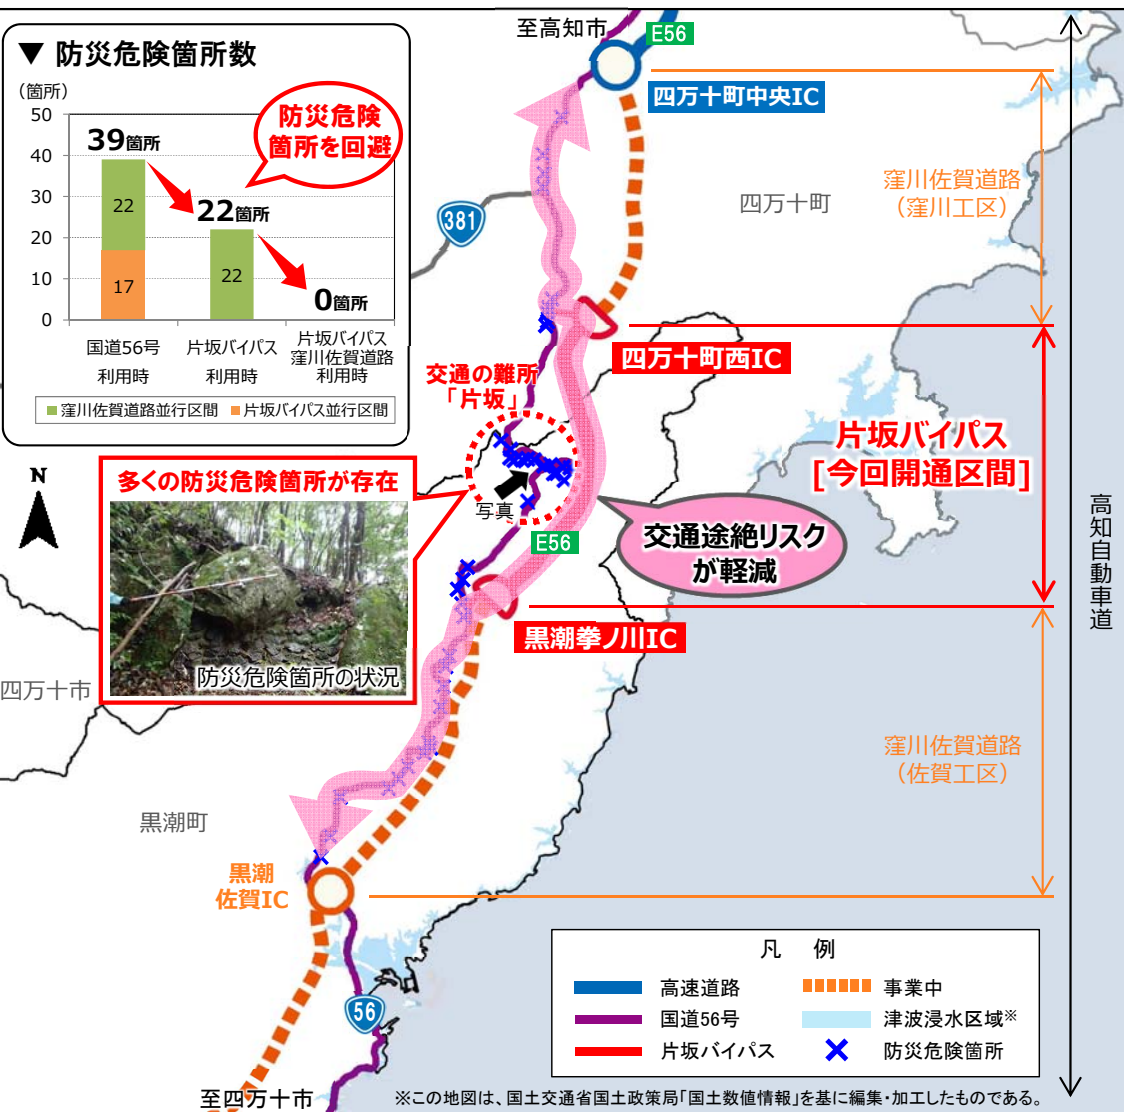 ▼ 防災危険箇所数
（箇所）
50
40
30
20
10
0
39箇所
22
17
22箇所
22
0箇所
防災危険
箇所を回避
国道56号
利用時
片坂バイパス
利用時
片坂バイパス
窪川佐賀道路
利用時
■窪川佐賀道路並行区間 ■片坂バイパス並行区間
至高知市
E56
四万十町中央IC
窪川佐賀道路
（窪川工区）
四万十町
381
四万十町西IC
交通の難所
「片坂」
片坂バイパス
[今回開通区間]
N
多くの防災危険箇所が存在
写真
E56
交通途絶リスク
が軽減
高知自動車道
防災危険箇所の状況
黒潮拳ノ川IC
四万十市
窪川佐賀道路
（佐賀工区）
黒潮町
黒潮
佐賀IC
56
至四万十市
凡　例
高速道路
事業中
国道56号
津波浸水区域※
片坂バイパス
防災危険箇所
※この地図は、国土交通省国土政策局「国土数値情報」を基に編集・加工したものである。